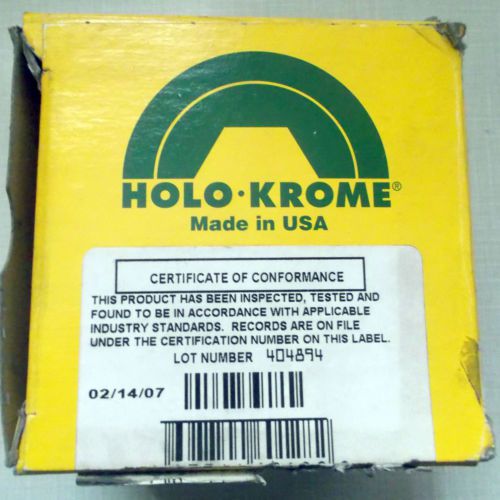 HOLO·KROME®
Made in USA
CERTIFICATE OF CONFORMANCE
THIS PRODUCT HAS BEEN INSPECTED, TESTED AND
FOUND TO BE IN ACCORDANCE WITH APPLICABLE
INDUSTRY STANDARDS. RECORDS ARE ON FILE
UNDER THE CERTIFICATION NUMBER ON THIS LABEL.
LOT NUMBER 404894
02/14/07